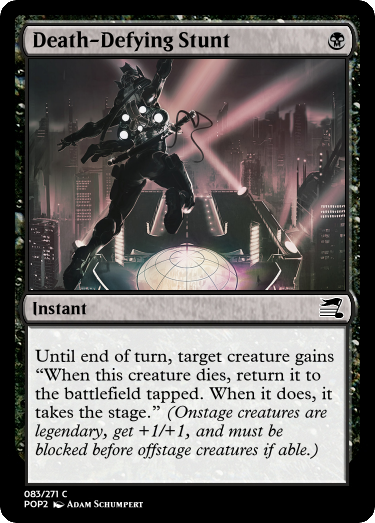 Death-Defying Stunt
Instant
Until end of turn, target creature gains
“When this creature dies, return it to
the battlefield tapped. When it does, it
takes the stage.” (Onstage creatures are
legendary, get +1/+1, and must be
blocked before offstage creatures if able.)
083/271 C
POP2 Adam Schumpert